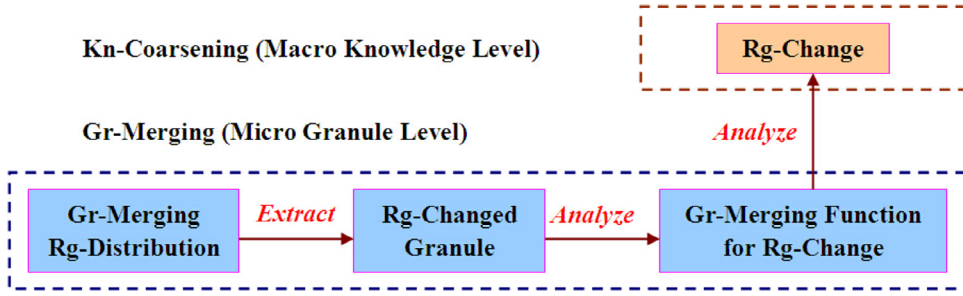 Kn-Coarsening (Macro Knowledge Level)
Rg-Change
Gr-Merging (Micro Granule Level)
Analyze
Gr-Merging
Rg-Distribution
Extract
Rg-Changed
Granule
Analyze
Gr-Merging Function
for Rg-Change